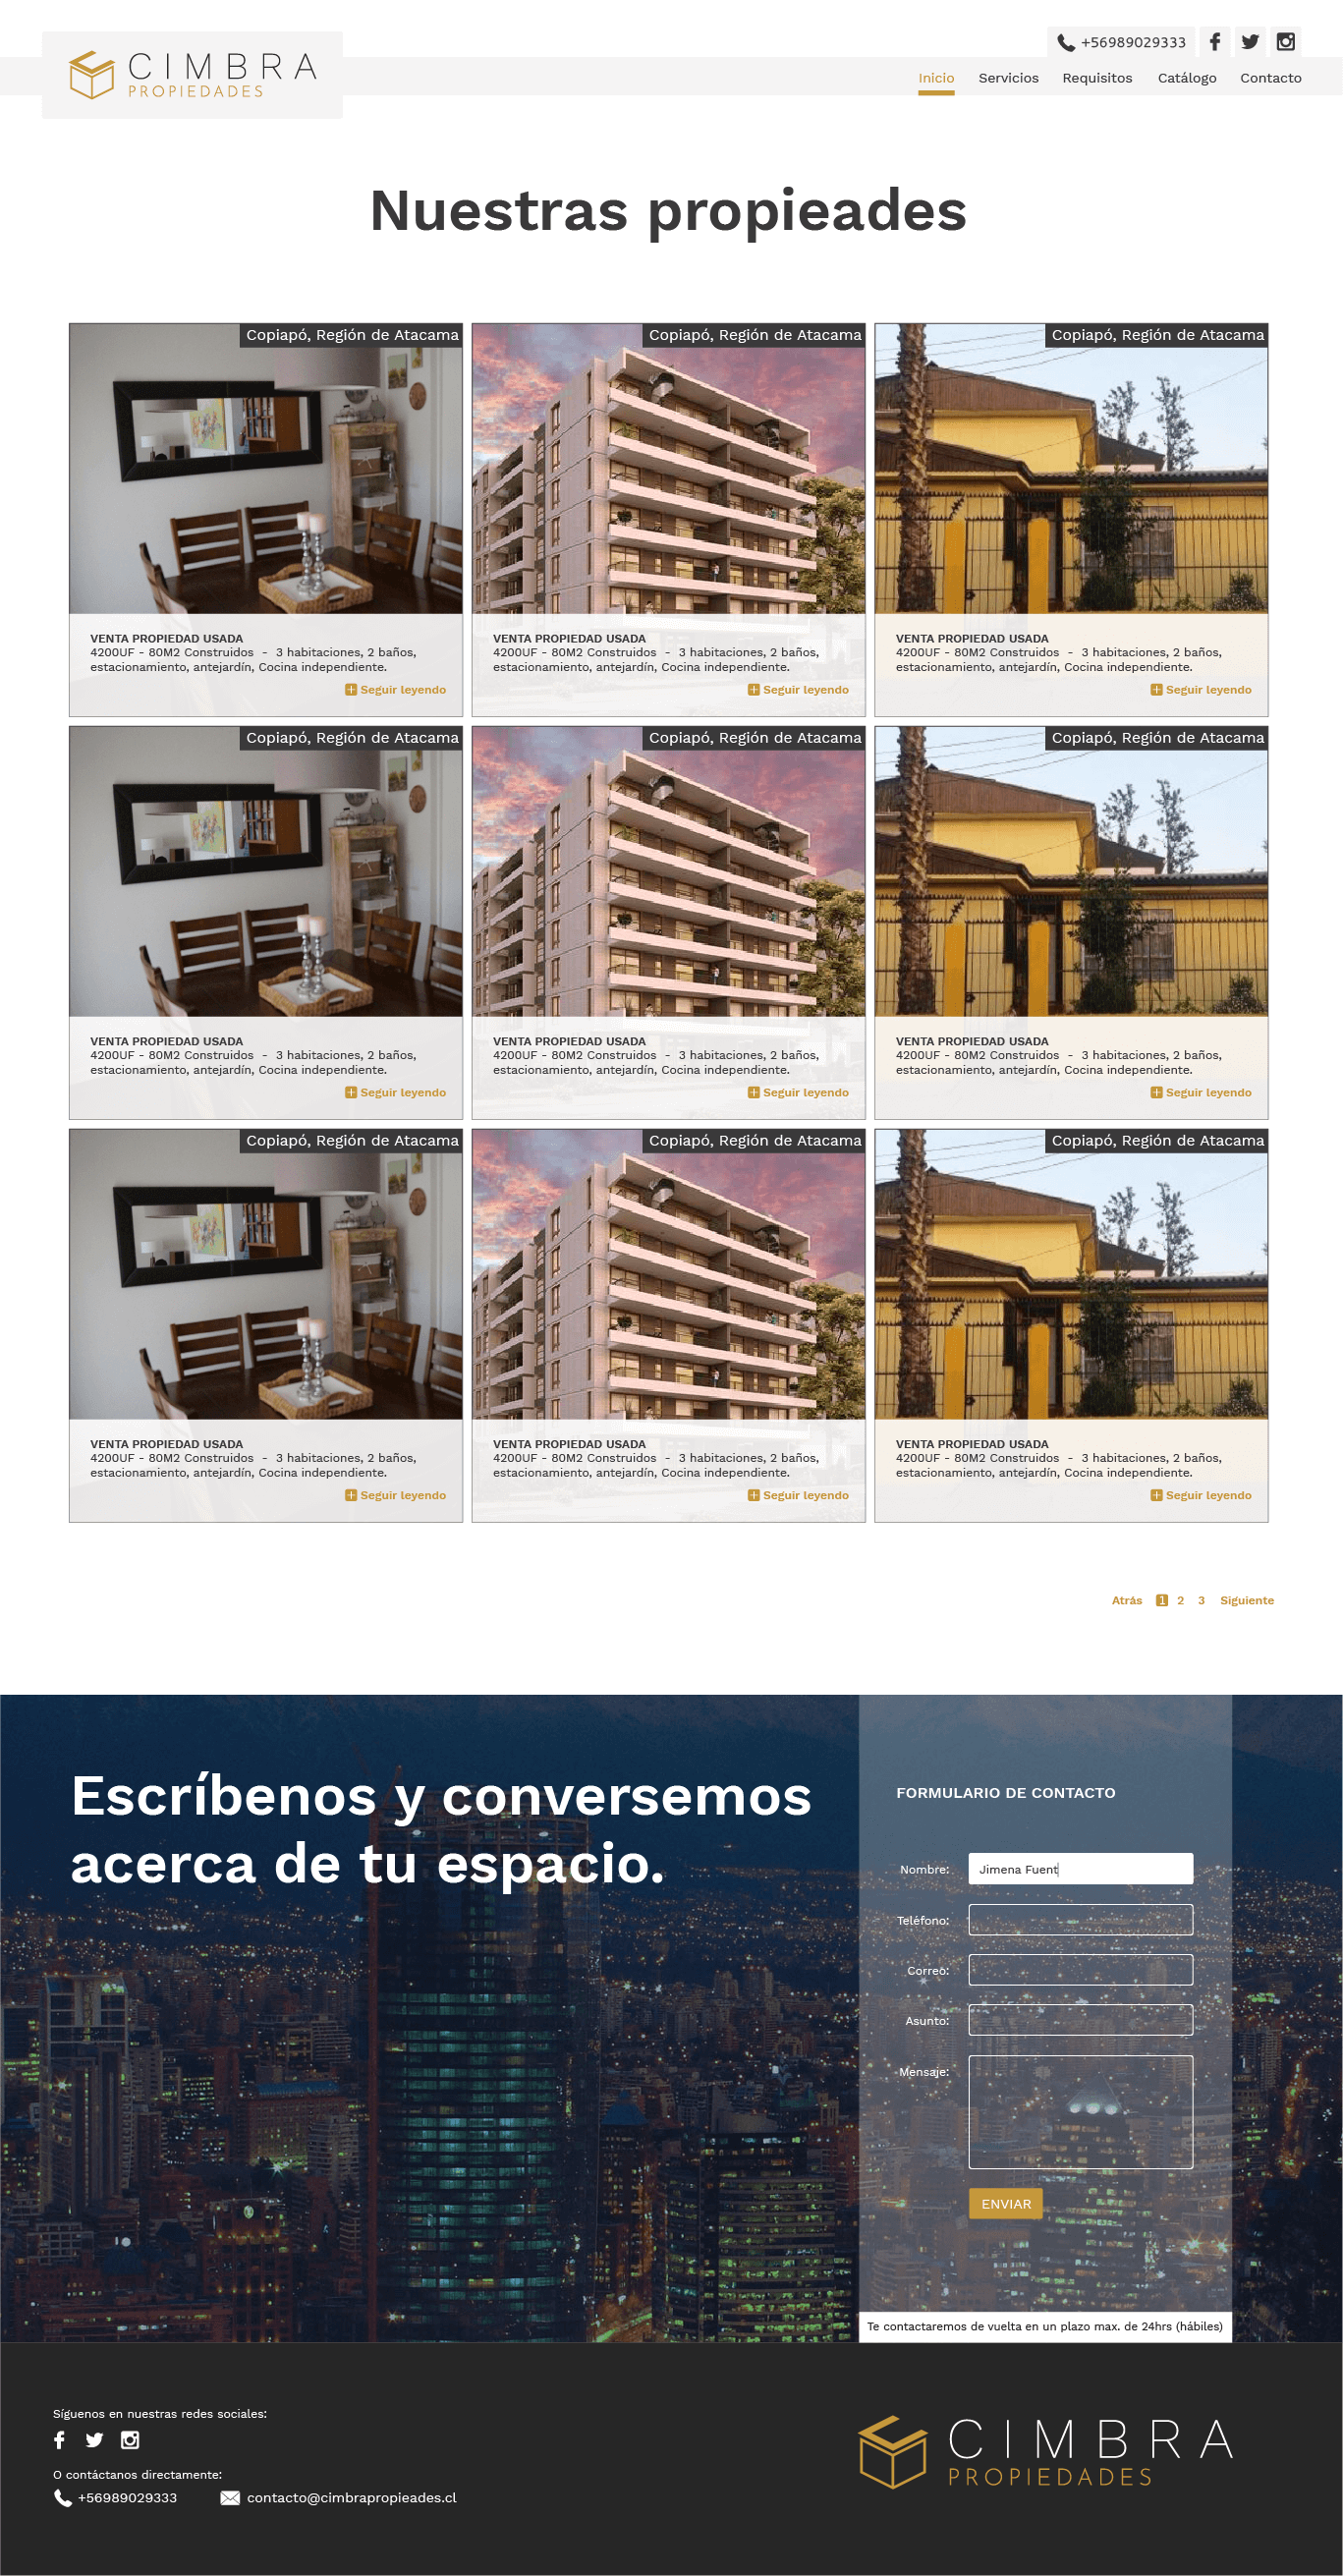 CIMBRA
PROPIEDADES
+56989029333
Inicio Servicios Requisitos Catálogo Contacto
Nuestras propieades
Copiapó, Región de Atacama
VENTA PROPIEDAD USADA
4200UF - 80M2 Construidos - 3 habitaciones, 2 baños,
estacionamiento, antejardín, Cocina independiente.
Seguir leyendo
Copiapó, Región de Atacama
VENTA PROPIEDAD USADA
4200UF - 80M2 Construidos - 3 habitaciones, 2 baños,
estacionamiento, antejardín, Cocina independiente.
Seguir leyendo
Copiapó, Región de Atacama
VENTA PROPIEDAD USADA
4200UF - 80M2 Construidos - 3 habitaciones, 2 baños,
estacionamiento, antejardín, Cocina independiente.
Seguir leyendo
Copiapó, Región de Atacama
VENTA PROPIEDAD USADA
4200UF - 80M2 Construidos - 3 habitaciones, 2 baños,
estacionamiento, antejardín, Cocina independiente.
Seguir leyendo
Copiapó, Región de Atacama
VENTA PROPIEDAD USADA
4200UF - 80M2 Construidos - 3 habitaciones, 2 baños,
estacionamiento, antejardín, Cocina independiente.
Seguir leyendo
Copiapó, Región de Atacama
VENTA PROPIEDAD USADA
4200UF - 80M2 Construidos - 3 habitaciones, 2 baños,
estacionamiento, antejardín, Cocina independiente.
Seguir leyendo
Copiapó, Región de Atacama
VENTA PROPIEDAD USADA
4200UF - 80M2 Construidos - 3 habitaciones, 2 baños,
estacionamiento, antejardín, Cocina independiente.
Seguir leyendo
Copiapó, Región de Atacama
VENTA PROPIEDAD USADA
4200UF - 80M2 Construidos - 3 habitaciones, 2 baños,
estacionamiento, antejardín, Cocina independiente.
Seguir leyendo
Copiapó, Región de Atacama
VENTA PROPIEDAD USADA
4200UF - 80M2 Construidos - 3 habitaciones, 2 baños,
estacionamiento, antejardín, Cocina independiente.
Seguir leyendo
Atrás 1 2 3 Siguiente
Escríbenos y conversemos
acerca de tu espacio.
FORMULARIO DE CONTACTO
Nombre: Jimena Fuent
Teléfono:
Correo:
Asunto:
Mensaje:
ENVIAR
Te contactaremos de vuelta en un plazo max. de 24hrs (hábiles)
Síguenos en nuestras redes sociales:
O contáctanos directamente:
+56989029333 contacto@cimbrapropieades.cl
CIMBRA
PROPIEDADES